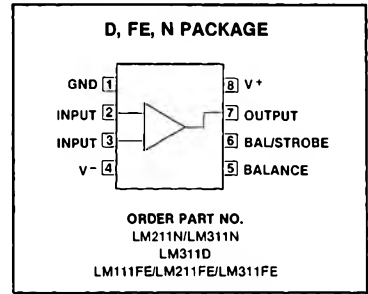 D, FE, N PACKAGE
GND 1
8 V+
INPUT 2
7 OUTPUT
INPUT 3
6 BAL/STROBE
V- 4
5 BALANCE
ORDER PART NO.
LM211N/LM311N
LM311D
LM111FE/LM211FE/LM311FE